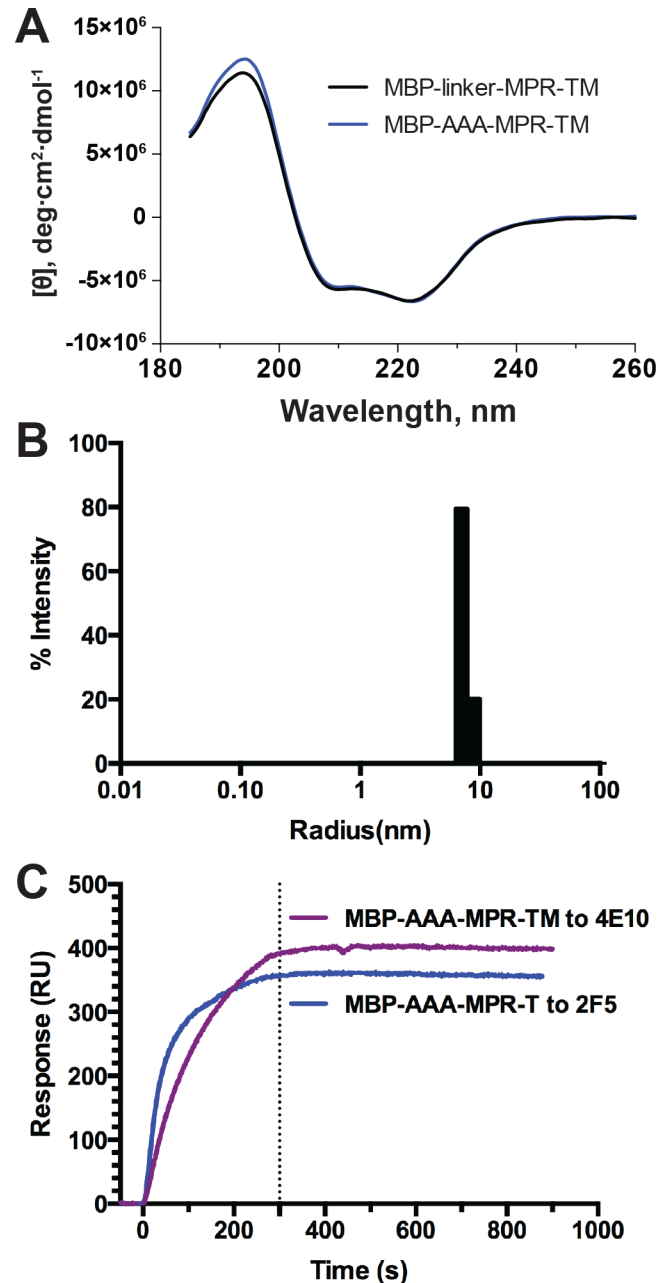 A
15×10⁶
10×10⁶
5×10⁶
0
-5×10⁶
-10×10⁶
[θ], deg·cm²·dmol⁻¹
MBP-linker-MPR-TM
MBP-AAA-MPR-TM
180 200 220 240 260
Wavelength, nm
B
100
80
60
40
20
0
% Intensity
0.01 0.10 1 10 100
Radius(nm)
C
500
400
300
200
100
0
Response (RU)
MBP-AAA-MPR-TM to 4E10
MBP-AAA-MPR-T to 2F5
0 200 400 600 800 1000
Time (s)